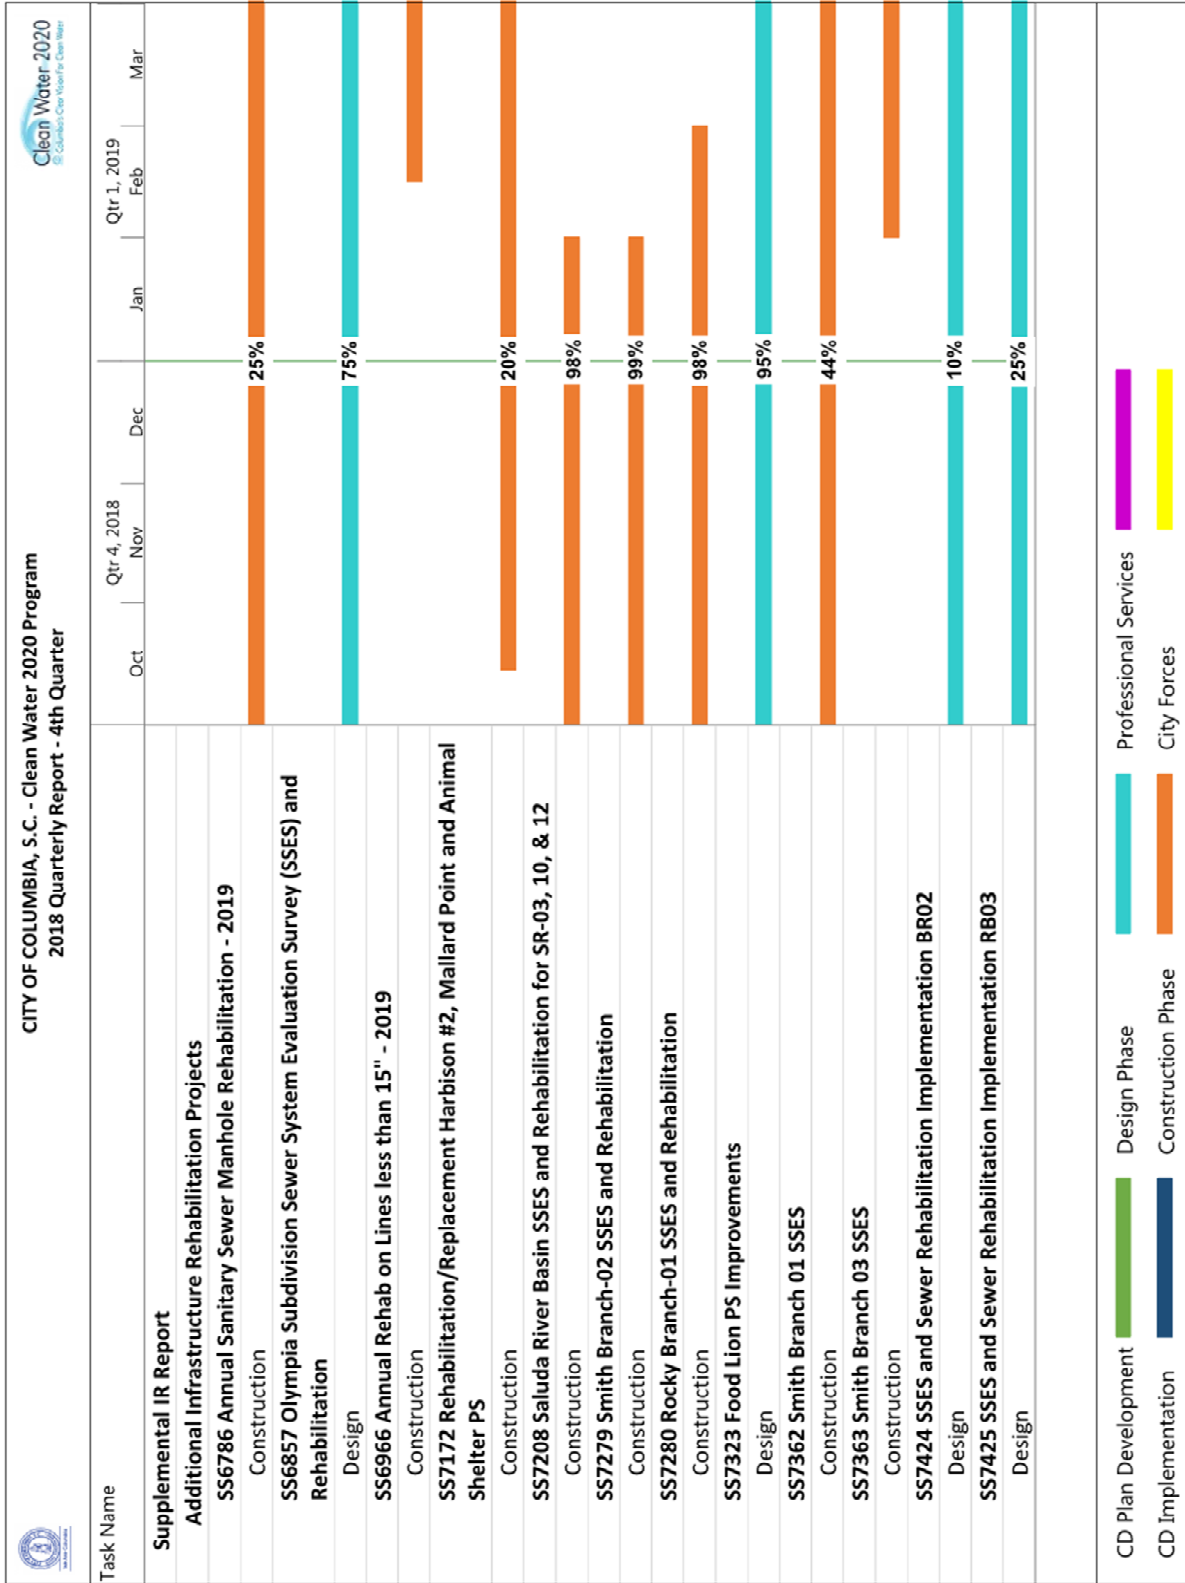 CITY OF COLUMBIA, S.C. - Clean Water 2020 Program
2018 Quarterly Report - 4th Quarter
Clean Water 2020
Columbia's Clear Vision For Clean Water
Task Name
Qtr 4, 2018
Qtr 1, 2019
Oct
Nov
Dec
Jan
Feb
Mar
Supplemental IR Report
Additional Infrastructure Rehabilitation Projects
SS6786 Annual Sanitary Sewer Manhole Rehabilitation - 2019
Construction
25%
SS6857 Olympia Subdivision Sewer System Evaluation Survey (SSES) and
Rehabilitation
Design
75%
SS6966 Annual Rehab on Lines less than 15" - 2019
Construction
SS7172 Rehabilitation/Replacement Harbison #2, Mallard Point and Animal
Shelter PS
Construction
20%
SS7208 Saluda River Basin SSES and Rehabilitation for SR-03, 10, & 12
Construction
98%
SS7279 Smith Branch-02 SSES and Rehabilitation
Construction
99%
SS7280 Rocky Branch-01 SSES and Rehabilitation
Construction
98%
SS7323 Food Lion PS Improvements
Design
95%
SS7362 Smith Branch 01 SSES
Construction
44%
SS7363 Smith Branch 03 SSES
Construction
SS7424 SSES and Sewer Rehabilitation Implementation BR02
Design
10%
SS7425 SSES and Sewer Rehabilitation Implementation RB03
Design
25%
CD Plan Development
Design Phase
Professional Services
CD Implementation
Construction Phase
City Forces